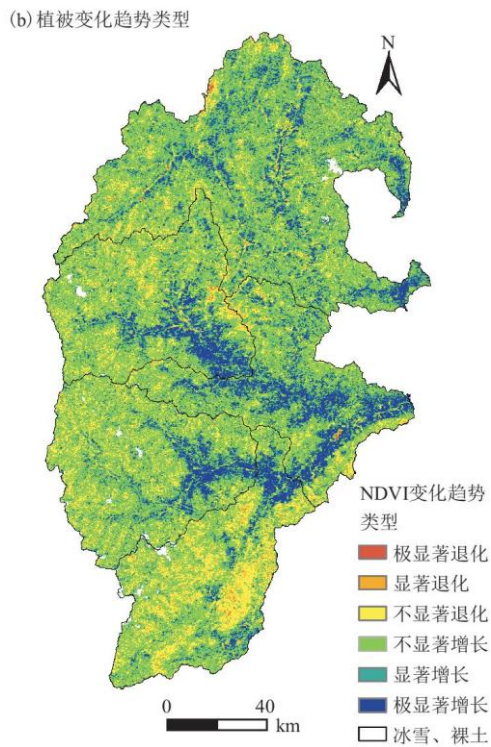 (b) 植被变化趋势类型
N
NDVI变化趋势
类型
极显著退化
显著退化
不显著退化
不显著增长
显著增长
极显著增长
冰雪、裸土
0 40
km